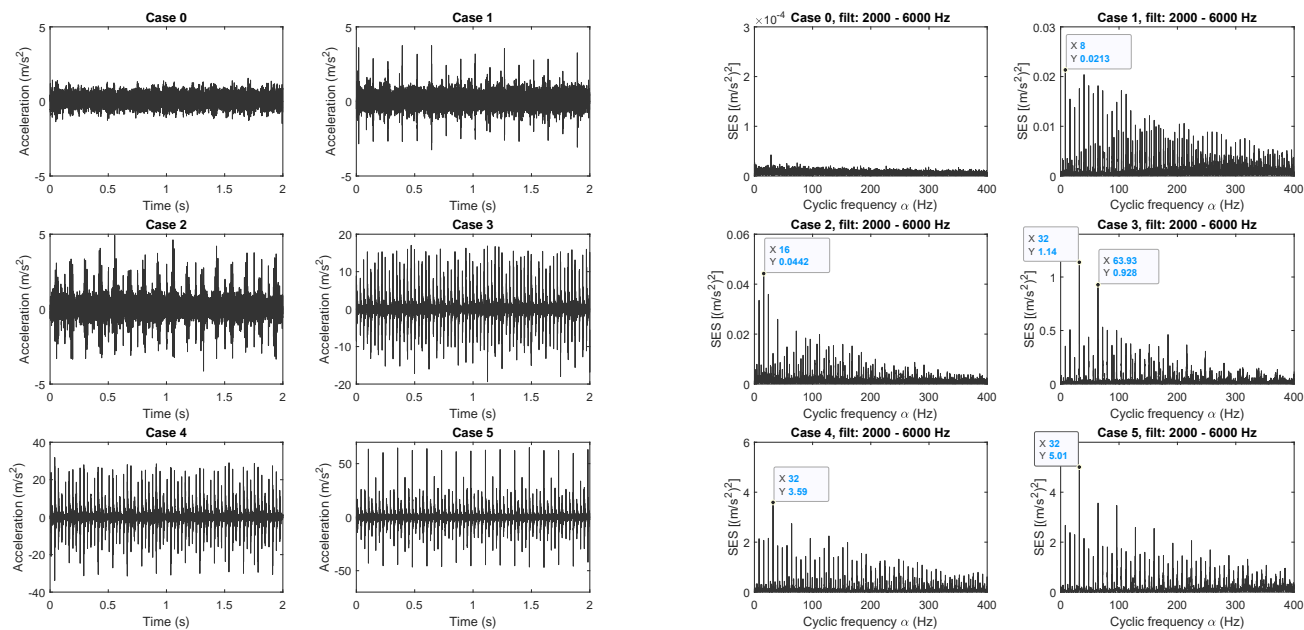 Case 0
Acceleration (m/s²)
5
0
-5
0 0.5 1 1.5 2
Time (s)
Case 1
Acceleration (m/s²)
5
0
-5
0 0.5 1 1.5 2
Time (s)
Case 2
Acceleration (m/s²)
5
0
-5
0 0.5 1 1.5 2
Time (s)
Case 3
Acceleration (m/s²)
20
10
0
-10
-20
0 0.5 1 1.5 2
Time (s)
Case 4
Acceleration (m/s²)
40
20
0
-20
-40
0 0.5 1 1.5 2
Time (s)
Case 5
Acceleration (m/s²)
50
0
-50
0 0.5 1 1.5 2
Time (s)
×10⁻⁴
Case 0, filt: 2000 - 6000 Hz
SES [(m/s²)²]
3
2
1
0
0 100 200 300 400
Cyclic frequency α (Hz)
Case 1, filt: 2000 - 6000 Hz
X 8
Y 0.0213
SES [(m/s²)²]
0.03
0.02
0.01
0
0 100 200 300 400
Cyclic frequency α (Hz)
Case 2, filt: 2000 - 6000 Hz
X 16
Y 0.0442
SES [(m/s²)²]
0.06
0.04
0.02
0
0 100 200 300 400
Cyclic frequency α (Hz)
Case 3, filt: 2000 - 6000 Hz
X 32
Y 1.14
X 63.93
Y 0.928
SES [(m/s²)²]
1
0.5
0
0 100 200 300 400
Cyclic frequency α (Hz)
Case 4, filt: 2000 - 6000 Hz
X 32
Y 3.59
SES [(m/s²)²]
6
4
2
0
0 100 200 300 400
Cyclic frequency α (Hz)
Case 5, filt: 2000 - 6000 Hz
X 32
Y 5.01
SES [(m/s²)²]
6
4
2
0
0 100 200 300 400
Cyclic frequency α (Hz)